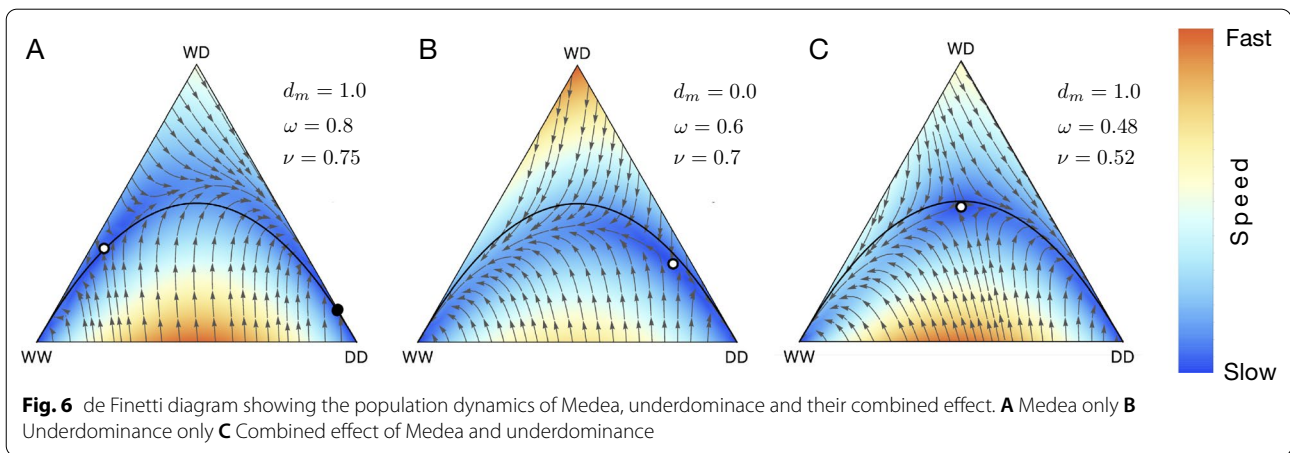 A
WD
d_m = 1.0
ω = 0.8
ν = 0.75
WW
DD
B
WD
d_m = 0.0
ω = 0.6
ν = 0.7
WW
DD
C
WD
d_m = 1.0
ω = 0.48
ν = 0.52
WW
DD
Fast
Speed
Slow
Fig. 6 de Finetti diagram showing the population dynamics of Medea, underdominace and their combined effect. A Medea only B
Underdominance only C Combined effect of Medea and underdominance